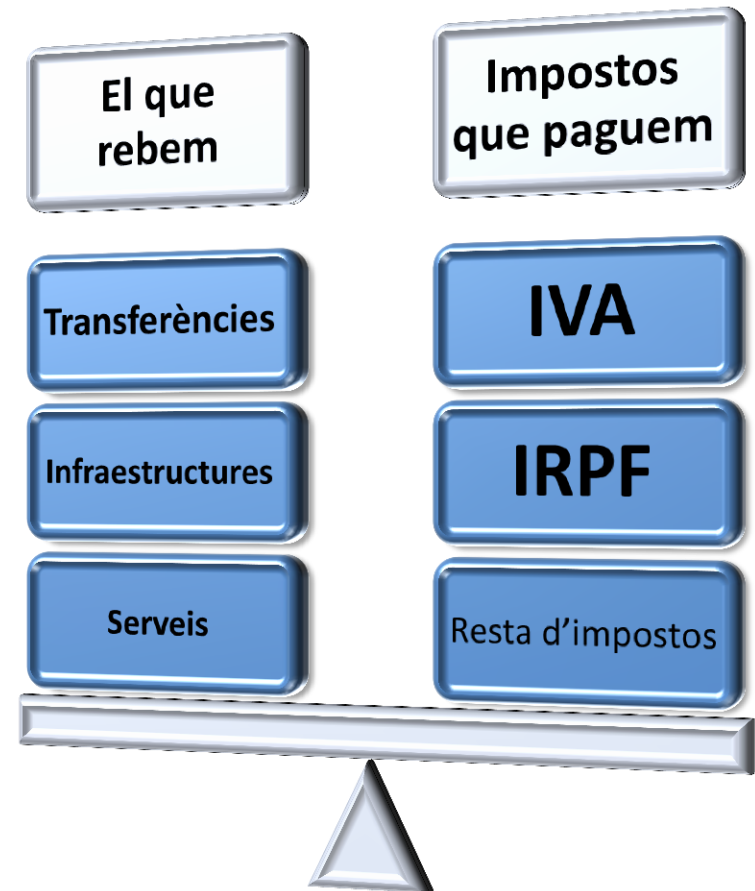 El que
rebem
Impostos
que paguem
Transferències
IVA
Infraestructures
IRPF
Serveis
Resta d’impostos